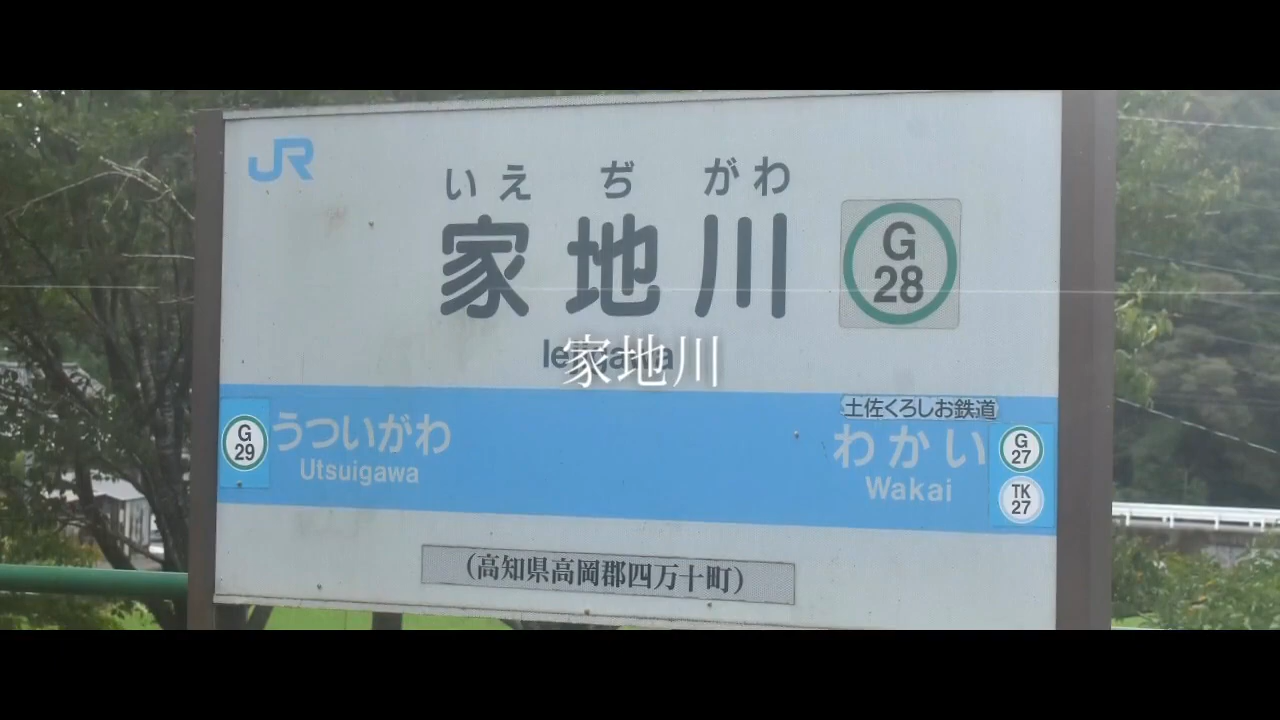 JR
いえぢがわ
家地川
G
28
Iejigawa
家地川
土佐くろしお鉄道
G
29
うついがわ
Utsuigawa
わかい
Wakai
G
27
TK
27
(高知県高岡郡四万十町)